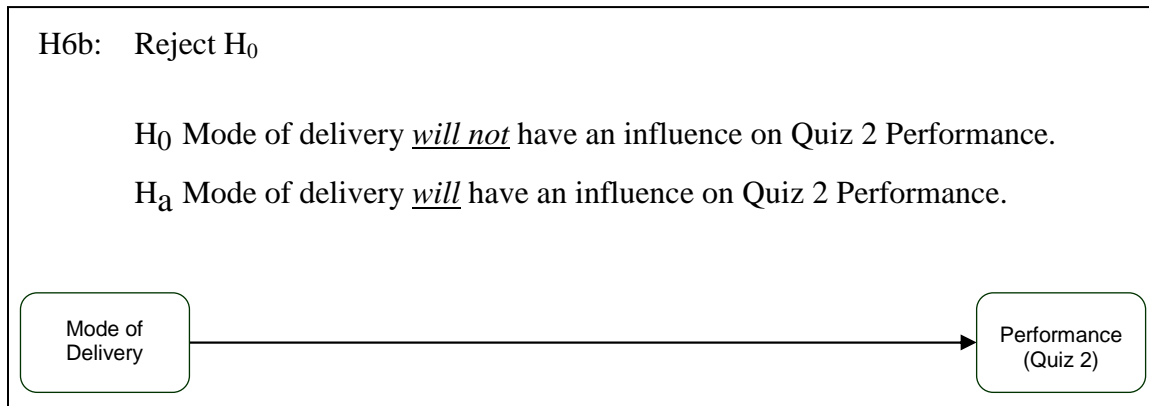 H6b: Reject H₀
H₀ Mode of delivery will not have an influence on Quiz 2 Performance.
Hₐ Mode of delivery will have an influence on Quiz 2 Performance.
Mode of
Delivery
Performance
(Quiz 2)